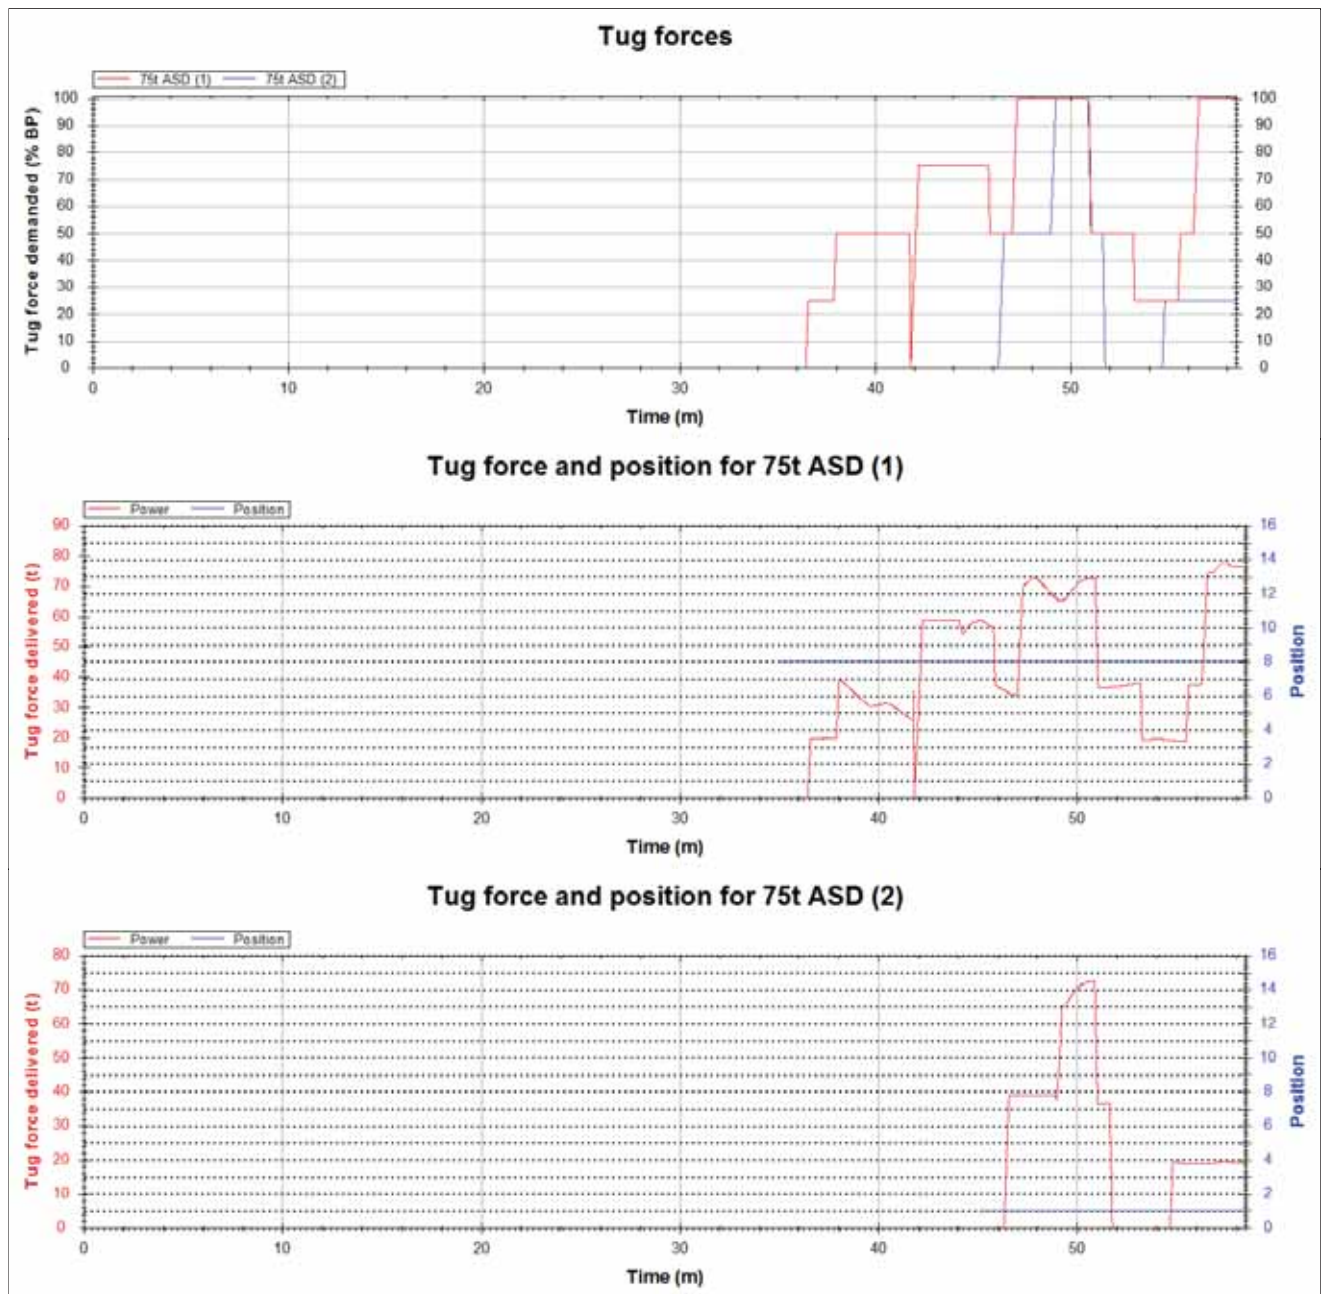 Tug forces
75t ASD (1) 75t ASD (2)
Tug force demanded (% BP)
100 100
90 90
80 80
70 70
60 60
50 50
40 40
30 30
20 20
10 10
0 0
0 10 20 30 40 50
Time (m)
Tug force and position for 75t ASD (1)
Power Position
Tug force delivered (t)
90
80
70
60
50
40
30
20
10
0
16
14
12
10
8
6
4
2
0
Position
0 10 20 30 40 50
Time (m)
Tug force and position for 75t ASD (2)
Power Position
Tug force delivered (t)
80 16
70 14
60 12
50 10
40 8
30 6
20 4
10 2
0 0
Position
0 10 20 30 40 50
Time (m)